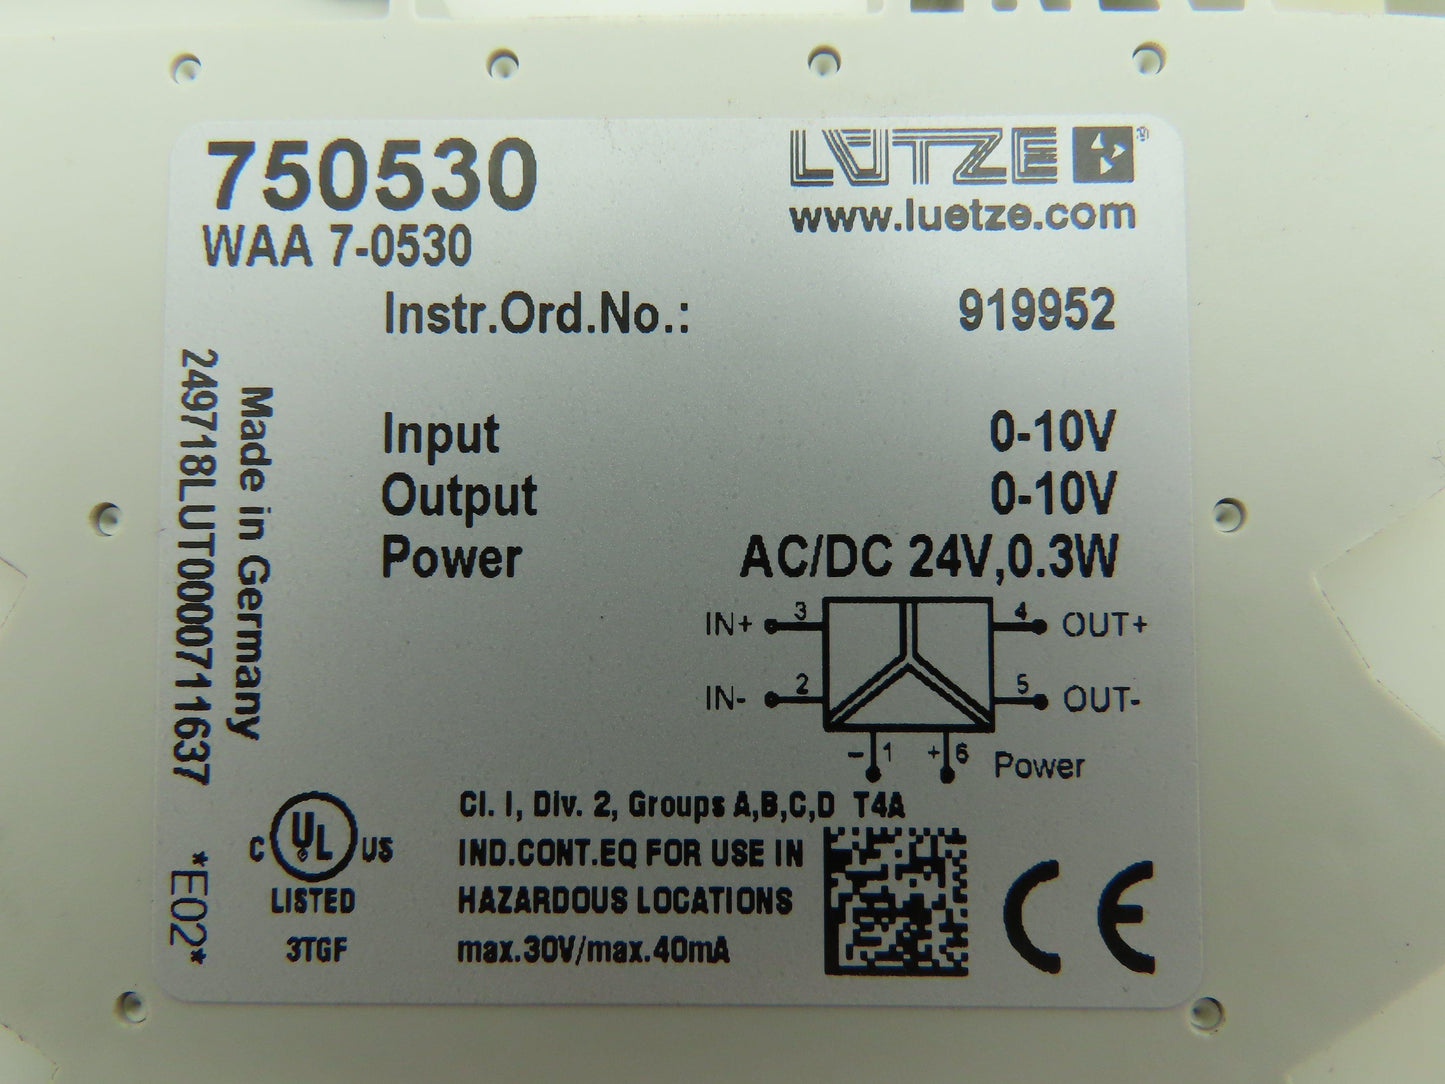 750530
WAA 7-0530
LÜTZE
®
www.luetze.com
Instr.Ord.No.: 919952
Input 0-10V
Output 0-10V
Power AC/DC 24V,0.3W
IN+ 3 4 OUT+
IN- 2 5 OUT-
– 1 + 6 Power
Made in Germany
249718LUT0000711637 *E02*
C UL US
LISTED
3TGF
Cl. I, Div. 2, Groups A,B,C,D T4A
IND.CONT.EQ FOR USE IN
HAZARDOUS LOCATIONS
max.30V/max.40mA
CE